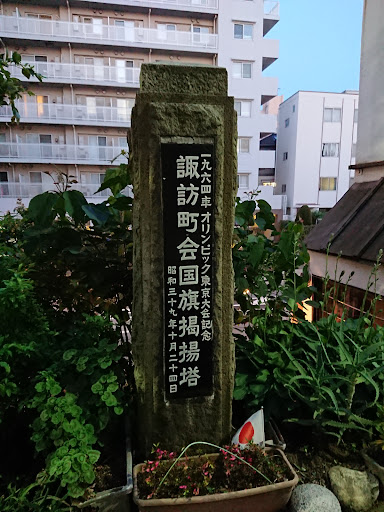 一九六四年オリンピック東京大会記念
諏訪町会国旗掲揚塔
昭和三十九年十月二十四日